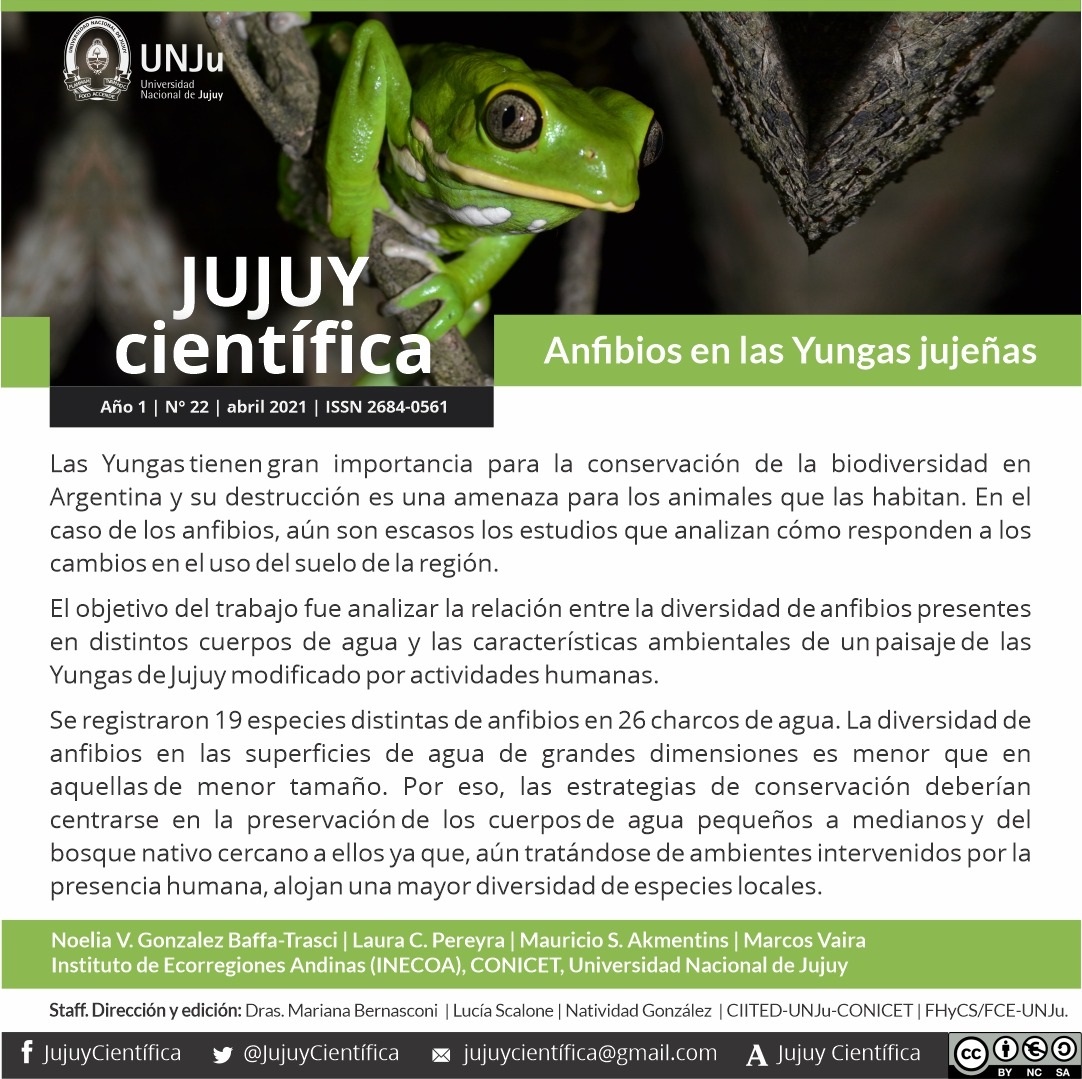 UNIVERSIDAD NACIONAL DE JUJUY
UNJu
Universidad
Nacional de Jujuy
JUJUY
científica
Anfibios en las Yungas jujeñas
Año 1 | N° 22 | abril 2021 | ISSN 2684-0561
Las Yungas tienen gran importancia para la conservación de la biodiversidad en
Argentina y su destrucción es una amenaza para los animales que las habitan. En el
caso de los anfibios, aún son escasos los estudios que analizan cómo responden a los
cambios en el uso del suelo de la región.
El objetivo del trabajo fue analizar la relación entre la diversidad de anfibios presentes
en distintos cuerpos de agua y las características ambientales de un paisaje de las
Yungas de Jujuy modificado por actividades humanas.
Se registraron 19 especies distintas de anfibios en 26 charcos de agua. La diversidad de
anfibios en las superficies de agua de grandes dimensiones es menor que en
aquellas de menor tamaño. Por eso, las estrategias de conservación deberían
centrarse en la preservación de los cuerpos de agua pequeños a medianos y del
bosque nativo cercano a ellos ya que, aún tratándose de ambientes intervenidos por la
presencia humana, alojan una mayor diversidad de especies locales.
Noelia V. Gonzalez Baffa-Trasci | Laura C. Pereyra | Mauricio S. Akmentins | Marcos Vaira
Instituto de Ecorregiones Andinas (INECOA), CONICET, Universidad Nacional de Jujuy
Staff. Dirección y edición: Dras. Mariana Bernasconi | Lucía Scalone | Natividad González | CIITED-UNJu-CONICET | FHyCS/FCE-UNJu.
f JujuyCientífica @JujuyCientífica jujuycientífica@gmail.com A Jujuy Científica
cc BY NC SA